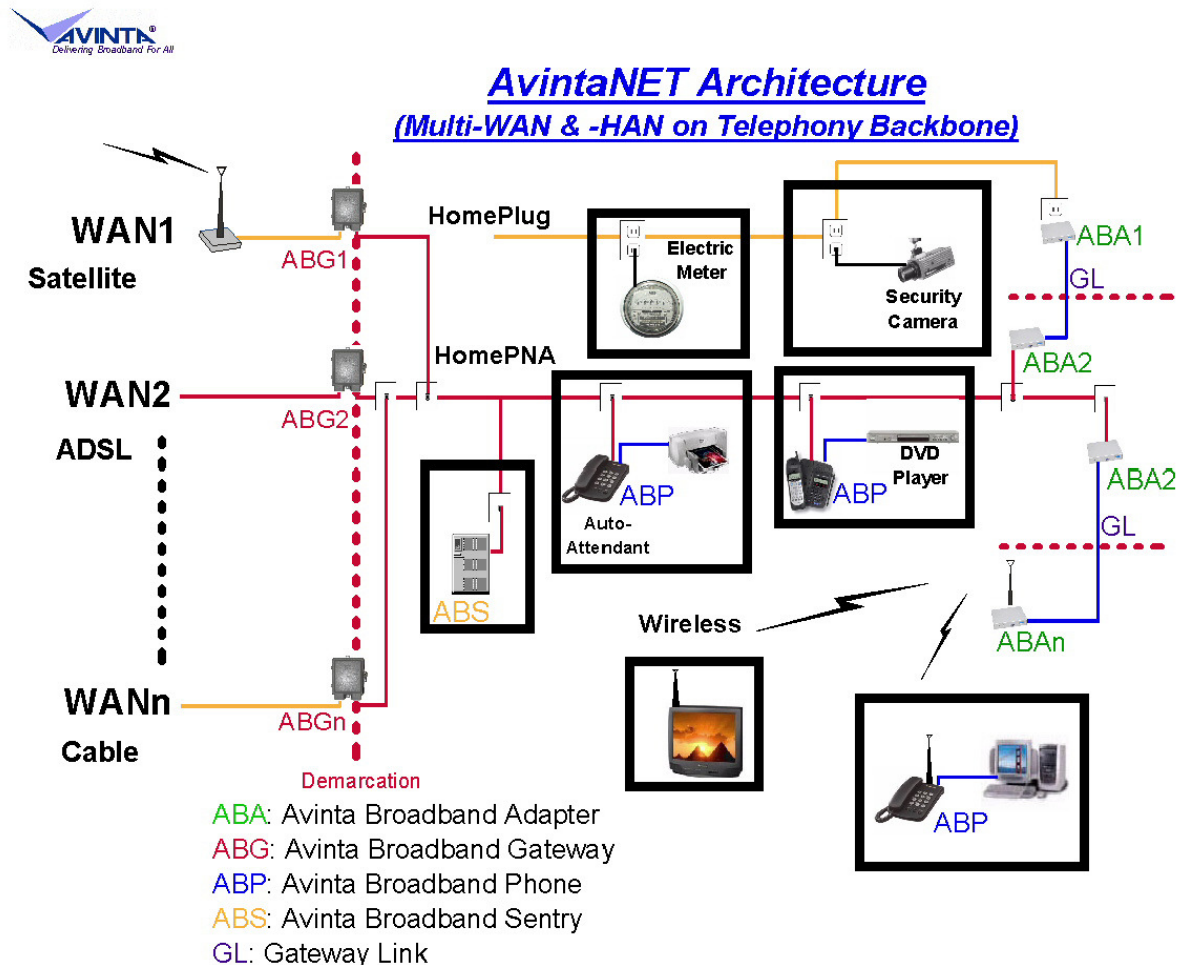 AVINTA®
Delivering Broadband For All
AvintaNET Architecture
(Multi-WAN & -HAN on Telephony Backbone)
WAN1
Satellite
ABG1
HomePlug
Electric
Meter
Security
Camera
ABA1
GL
ABA2
HomePNA
WAN2
ADSL
ABG2
ABP
Auto-
Attendant
ABP
DVD
Player
ABA2
GL
ABS
Wireless
ABAn
WANn
Cable
ABGn
ABP
Demarcation
ABA: Avinta Broadband Adapter
ABG: Avinta Broadband Gateway
ABP: Avinta Broadband Phone
ABS: Avinta Broadband Sentry
GL: Gateway Link